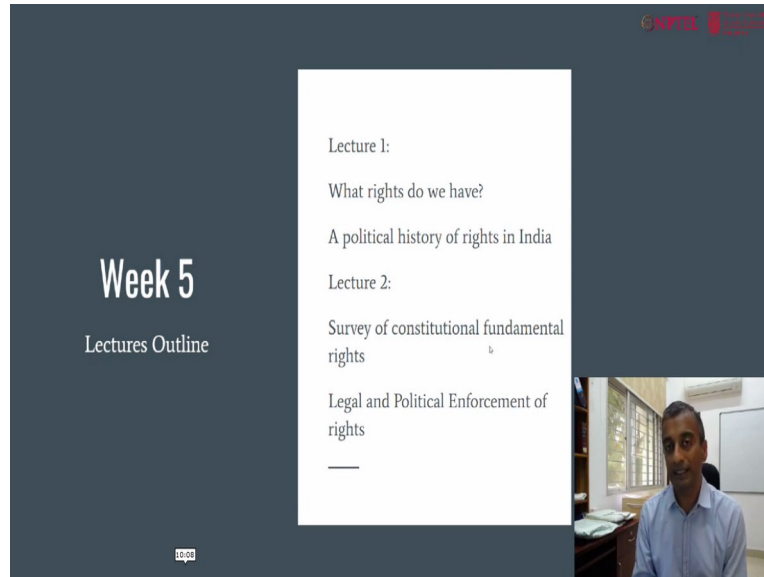 NPTEL
Week 5
Lectures Outline
Lecture 1:
What rights do we have?
A political history of rights in India
Lecture 2:
Survey of constitutional fundamental
rights
Legal and Political Enforcement of
rights
10:08